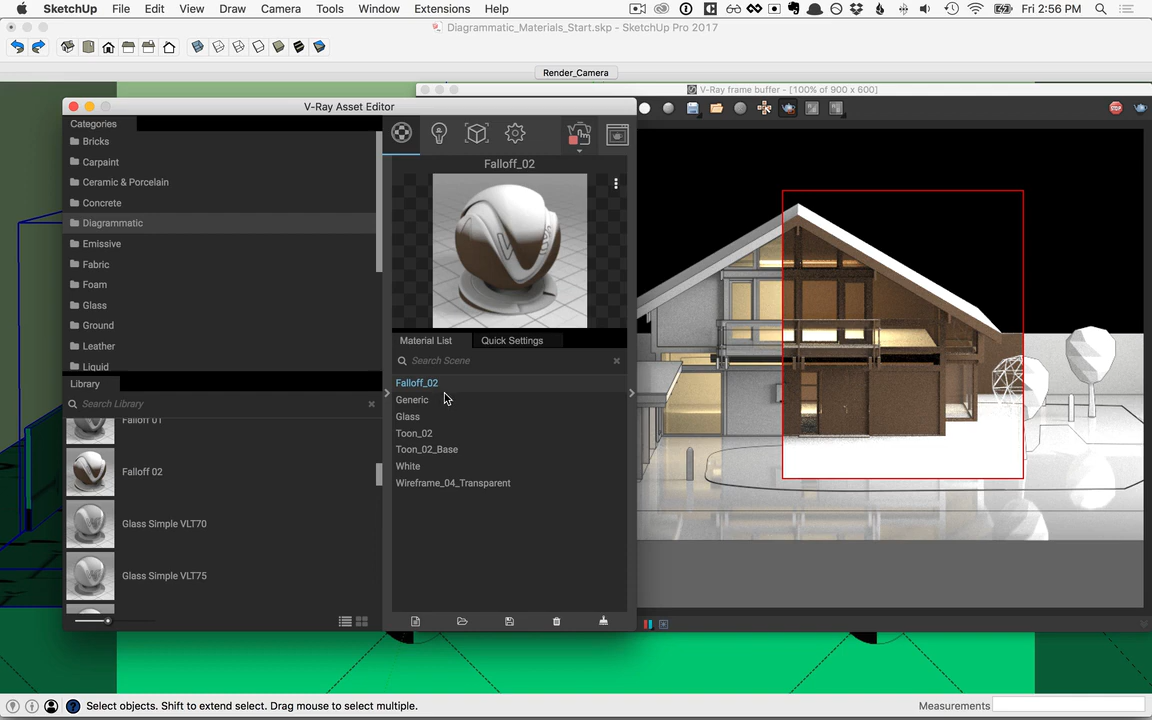 SketchUp File Edit View Draw Camera Tools Window Extensions Help Fri 2:56 PM
Diagrammatic_Materials_Start.skp - SketchUp Pro 2017
Render_Camera
V-Ray frame buffer - [100% of 900 x 600]
V-Ray Asset Editor
Categories
Bricks
Carpaint
Ceramic & Porcelain
Concrete
Diagrammatic
Emissive
Fabric
Foam
Glass
Ground
Leather
Liquid
Library
Search Library
Falloff 01
Falloff 02
Glass Simple VLT70
Glass Simple VLT75
Falloff_02
Material List Quick Settings
Search Scene
Falloff_02
Generic
Glass
Toon_02
Toon_02_Base
White
Wireframe_04_Transparent
STOP
Select objects. Shift to extend select. Drag mouse to select multiple.
Measurements